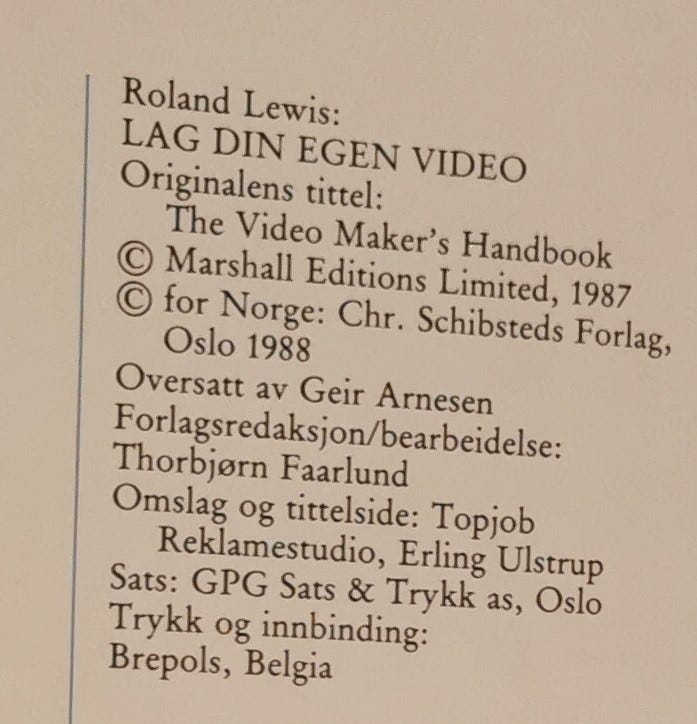 Roland Lewis:
LAG DIN EGEN VIDEO
Originalens tittel:
The Video Maker's Handbook
© Marshall Editions Limited, 1987
© for Norge: Chr. Schibsteds Forlag,
Oslo 1988
Oversatt av Geir Arnesen
Forlagsredaksjon/bearbeidelse:
Thorbjørn Faarlund
Omslag og tittelside: Topjob
Reklamestudio, Erling Ulstrup
Sats: GPG Sats & Trykk as, Oslo
Trykk og innbinding:
Brepols, Belgia